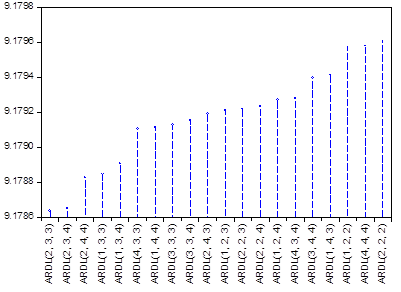 9.1798
9.1796
9.1794
9.1792
9.1790
9.1788
9.1786
ARDL(2, 3, 3)
ARDL(2, 3, 4)
ARDL(2, 4, 4)
ARDL(1, 3, 3)
ARDL(1, 3, 4)
ARDL(4, 3, 3)
ARDL(1, 4, 4)
ARDL(3, 3, 3)
ARDL(3, 4, 4)
ARDL(2, 4, 3)
ARDL(1, 2, 3)
ARDL(2, 2, 3)
ARDL(2, 2, 4)
ARDL(1, 2, 4)
ARDL(4, 3, 4)
ARDL(3, 3, 4)
ARDL(1, 4, 3)
ARDL(1, 2, 2)
ARDL(4, 4, 4)
ARDL(2, 2, 2)